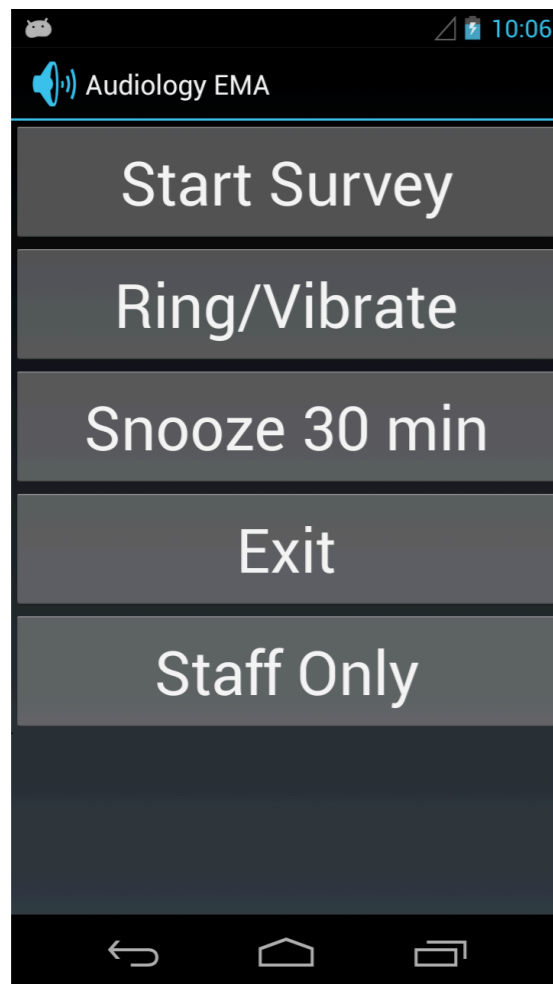 10:06
Audiology EMA
Start Survey
Ring/Vibrate
Snooze 30 min
Exit
Staff Only